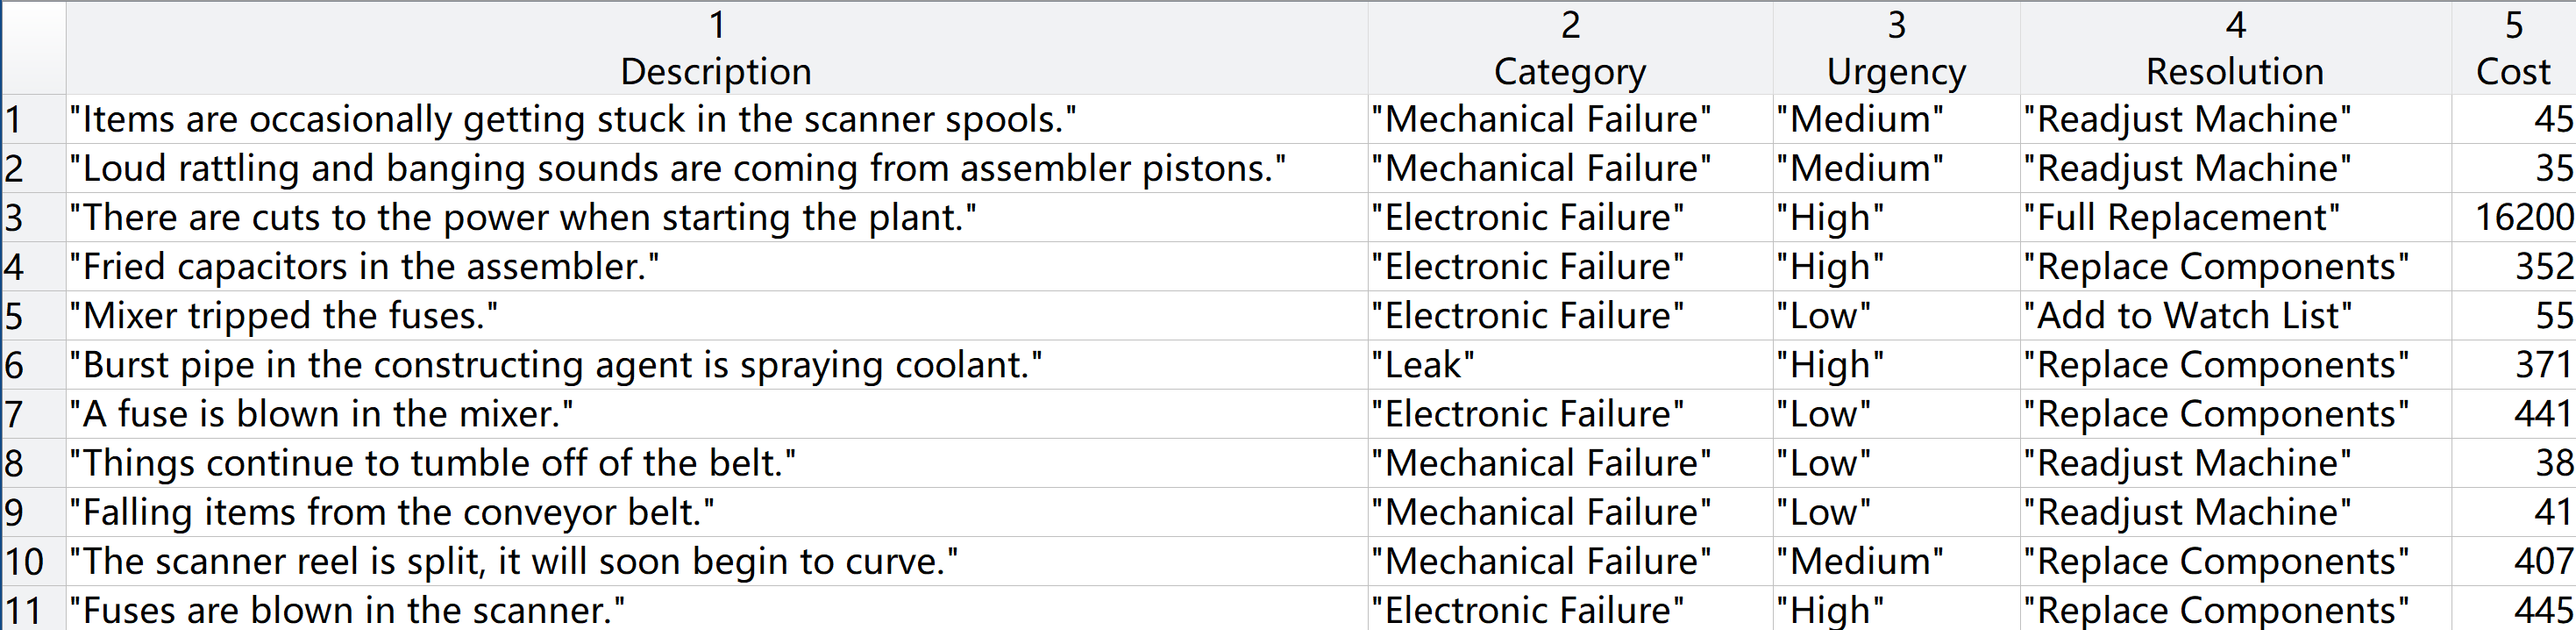 1 2 3 4 5
Description Category Urgency Resolution Cost
1 "Items are occasionally getting stuck in the scanner spools." "Mechanical Failure" "Medium" "Readjust Machine" 45
2 "Loud rattling and banging sounds are coming from assembler pistons." "Mechanical Failure" "Medium" "Readjust Machine" 35
3 "There are cuts to the power when starting the plant." "Electronic Failure" "High" "Full Replacement" 16200
4 "Fried capacitors in the assembler." "Electronic Failure" "High" "Replace Components" 352
5 "Mixer tripped the fuses." "Electronic Failure" "Low" "Add to Watch List" 55
6 "Burst pipe in the constructing agent is spraying coolant." "Leak" "High" "Replace Components" 371
7 "A fuse is blown in the mixer." "Electronic Failure" "Low" "Replace Components" 441
8 "Things continue to tumble off of the belt." "Mechanical Failure" "Low" "Readjust Machine" 38
9 "Falling items from the conveyor belt." "Mechanical Failure" "Low" "Readjust Machine" 41
10 "The scanner reel is split, it will soon begin to curve." "Mechanical Failure" "Medium" "Replace Components" 407
11 "Fuses are blown in the scanner." "Electronic Failure" "High" "Replace Components" 445